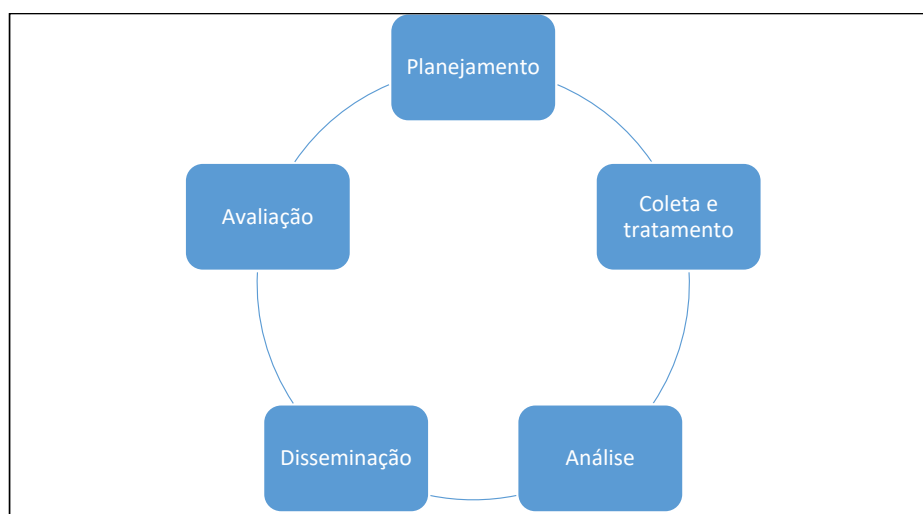 Planejamento
Coleta e
tratamento
Análise
Disseminação
Avaliação